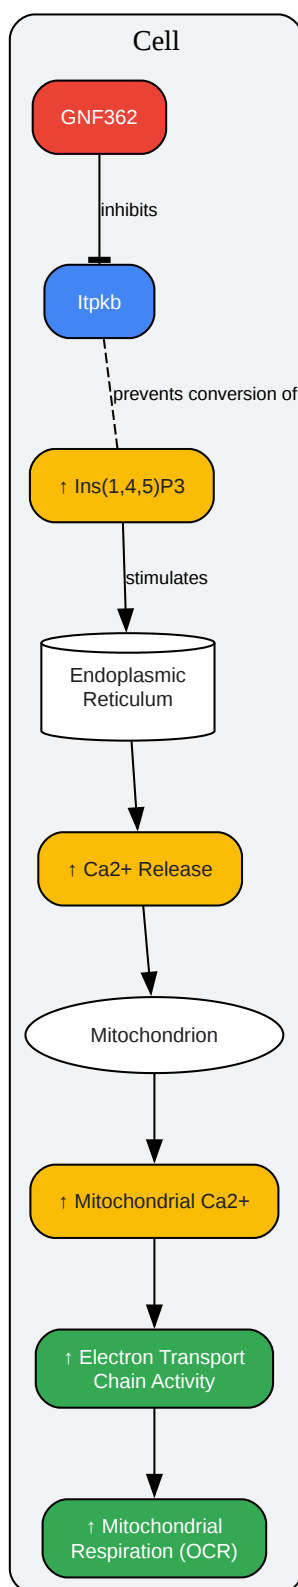 Cell
GNF362
inhibits
Itpkb
prevents conversion of
↑ Ins(1,4,5)P3
stimulates
Endoplasmic
Reticulum
↑ Ca2+ Release
Mitochondrion
↑ Mitochondrial Ca2+
↑ Electron Transport
Chain Activity
↑ Mitochondrial
Respiration (OCR)